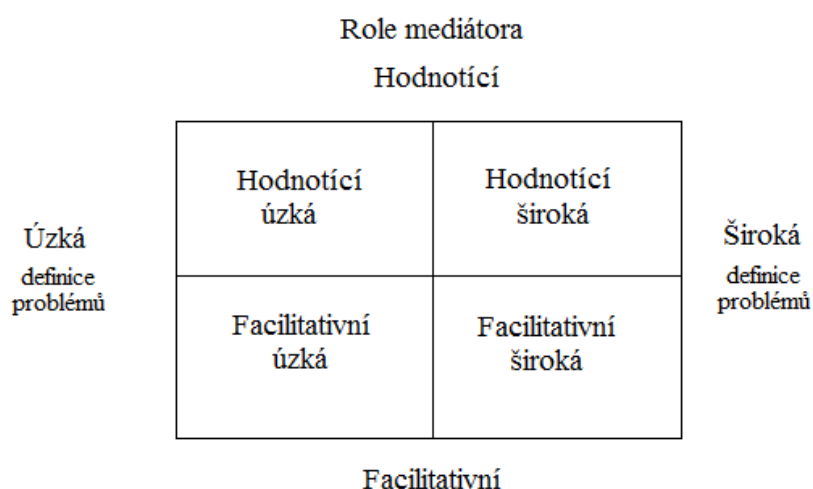 Role mediátora
Hodnotící
Hodnotící
úzká
Hodnotící
široká
Úzká
definice
problémů
Široká
definice
problémů
Facilitativní
úzká
Facilitativní
široká
Facilitativní